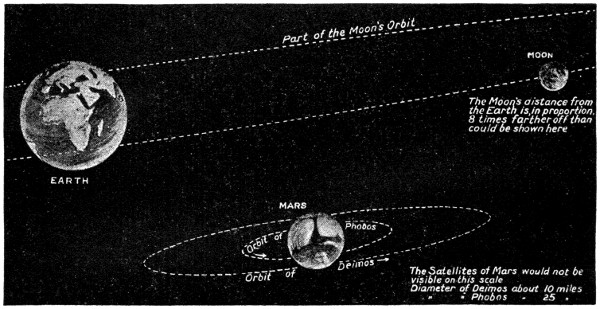 Part of the Moon's Orbit
MOON
The Moon's distance from
the Earth is, in proportion,
8 times farther off than
could be shown here
EARTH
MARS
Orbit of Phobos
Orbit of Deimos
The Satellites of Mars would not be
visible on this scale
Diameter of Deimos about 10 miles
" " Phobos " 25 "